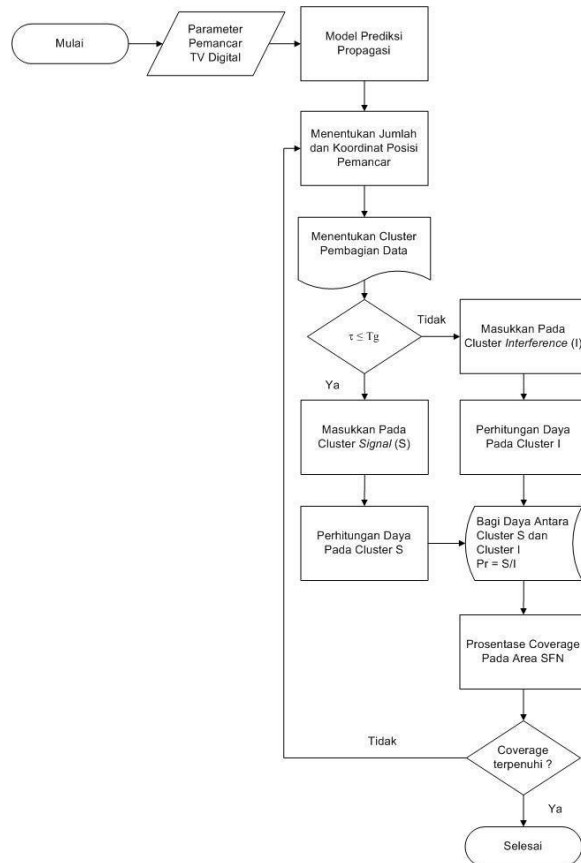 Mulai
Parameter
Pemancar
TV Digital
Model Prediksi
Propagasi
Menentukan Jumlah
dan Koordinat Posisi
Pemancar
Menentukan Cluster
Pembagian Data
τ ≤ Tg
Tidak
Masukkan Pada
Cluster Interference (I)
Ya
Masukkan Pada
Cluster Signal (S)
Perhitungan Daya
Pada Cluster I
Perhitungan Daya
Pada Cluster S
Bagi Daya Antara
Cluster S dan
Cluster I
Pr = S/I
Prosentase Coverage
Pada Area SFN
Tidak
Coverage
terpenuhi ?
Ya
Selesai